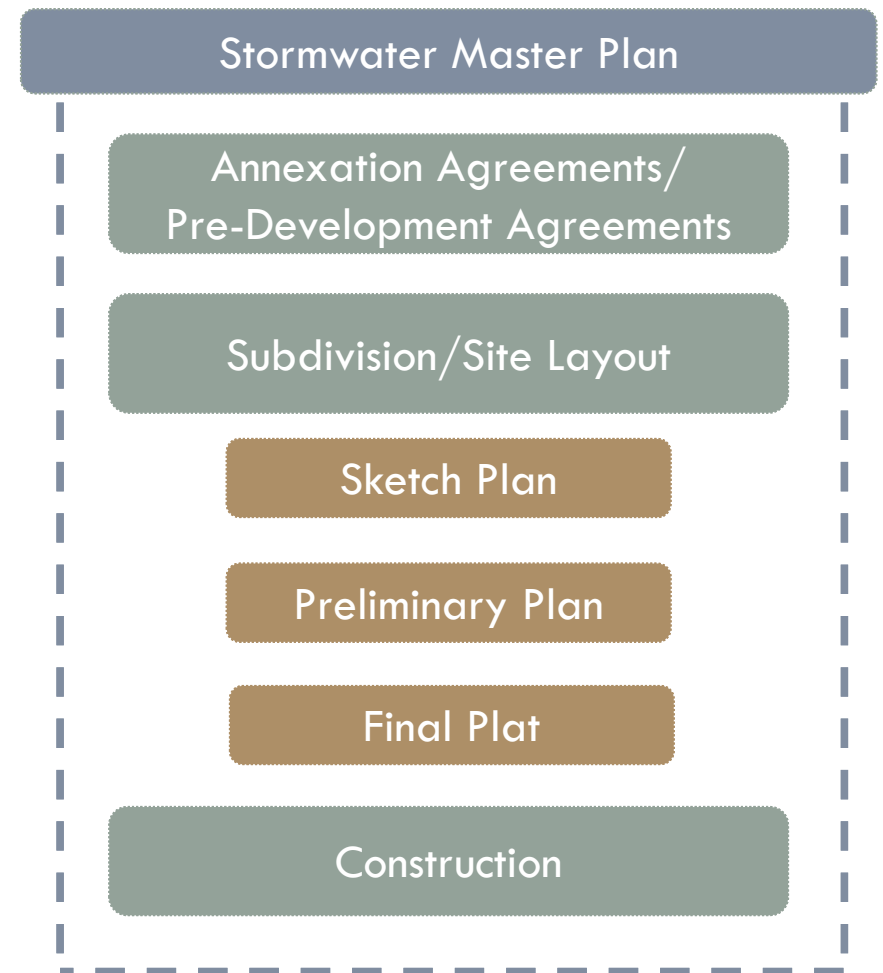 Stormwater Master Plan
Annexation Agreements/
Pre-Development Agreements
Subdivision/Site Layout
Sketch Plan
Preliminary Plan
Final Plat
Construction